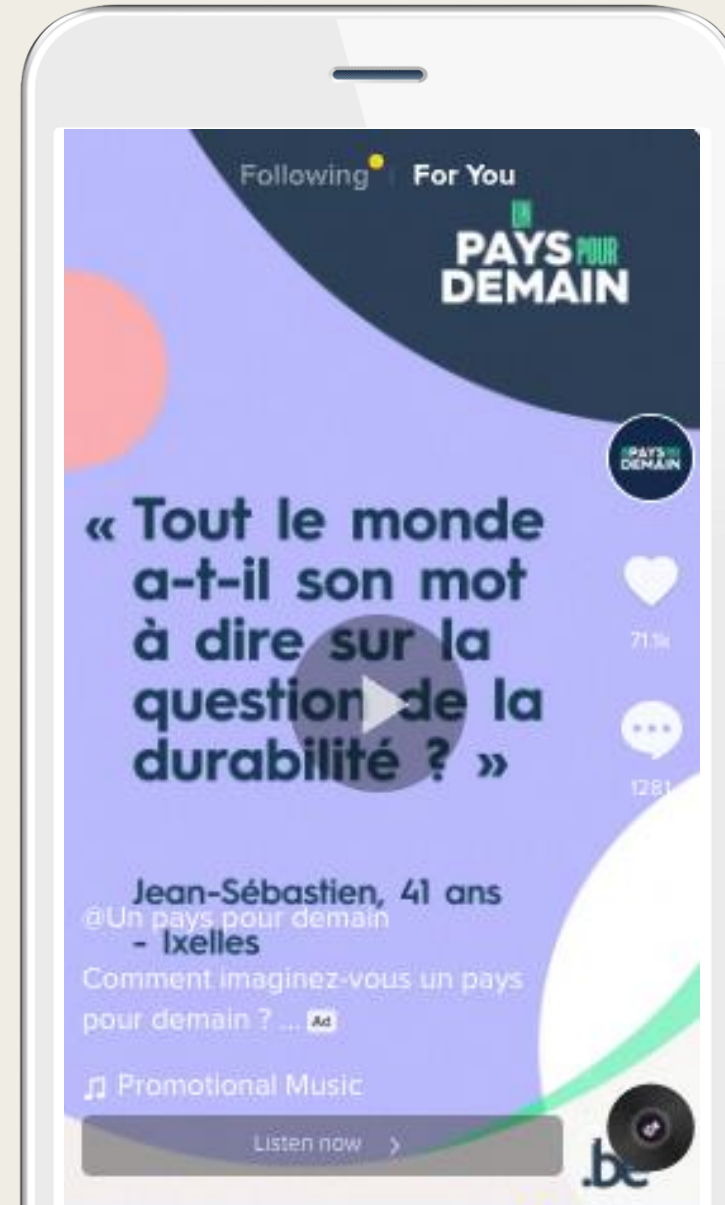 Following For You
UN
PAYS POUR
DEMAIN
PAYS
DEMAIN
« Tout le monde
a-t-il son mot
à dire sur la
question de la
durabilité ? »
71.1k
1281
Jean-Sébastien, 41 ans
- Ixelles
@Un pays pour demain
Comment imaginez-vous un pays
pour demain ? ... Ad
Promotional Music
Listen now
.be